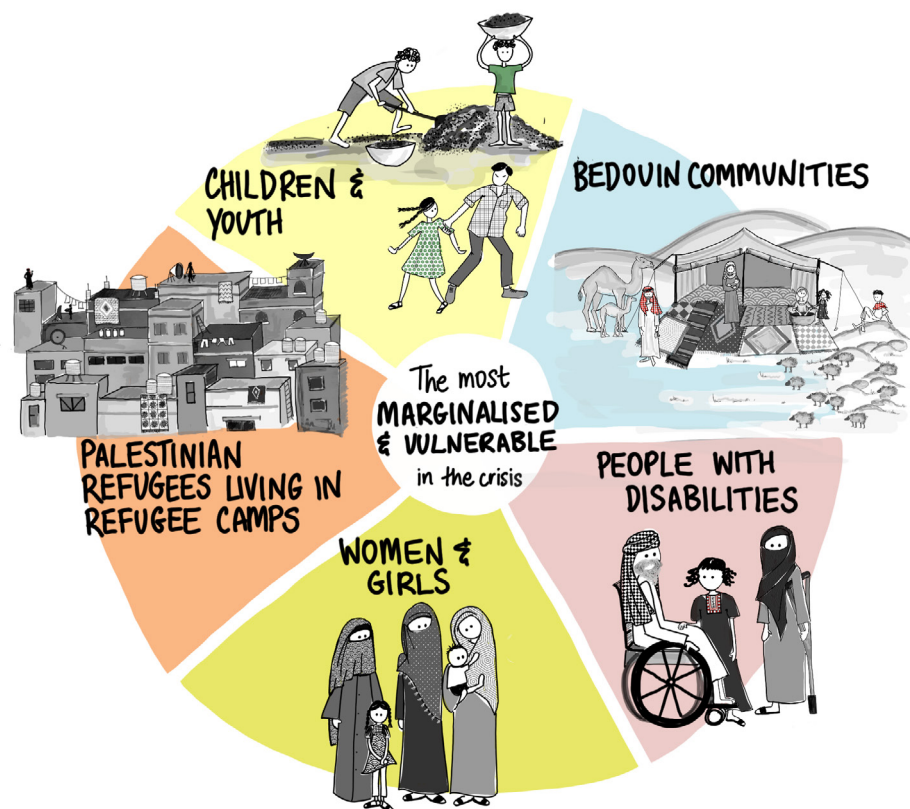 CHILDREN &
YOUTH
BEDOUIN COMMUNITIES
The most
MARGINALISED
& VULNERABLE
in the crisis
PALESTINIAN
REFUGEES LIVING IN
REFUGEE CAMPS
PEOPLE WITH
DISABILITIES
WOMEN &
GIRLS